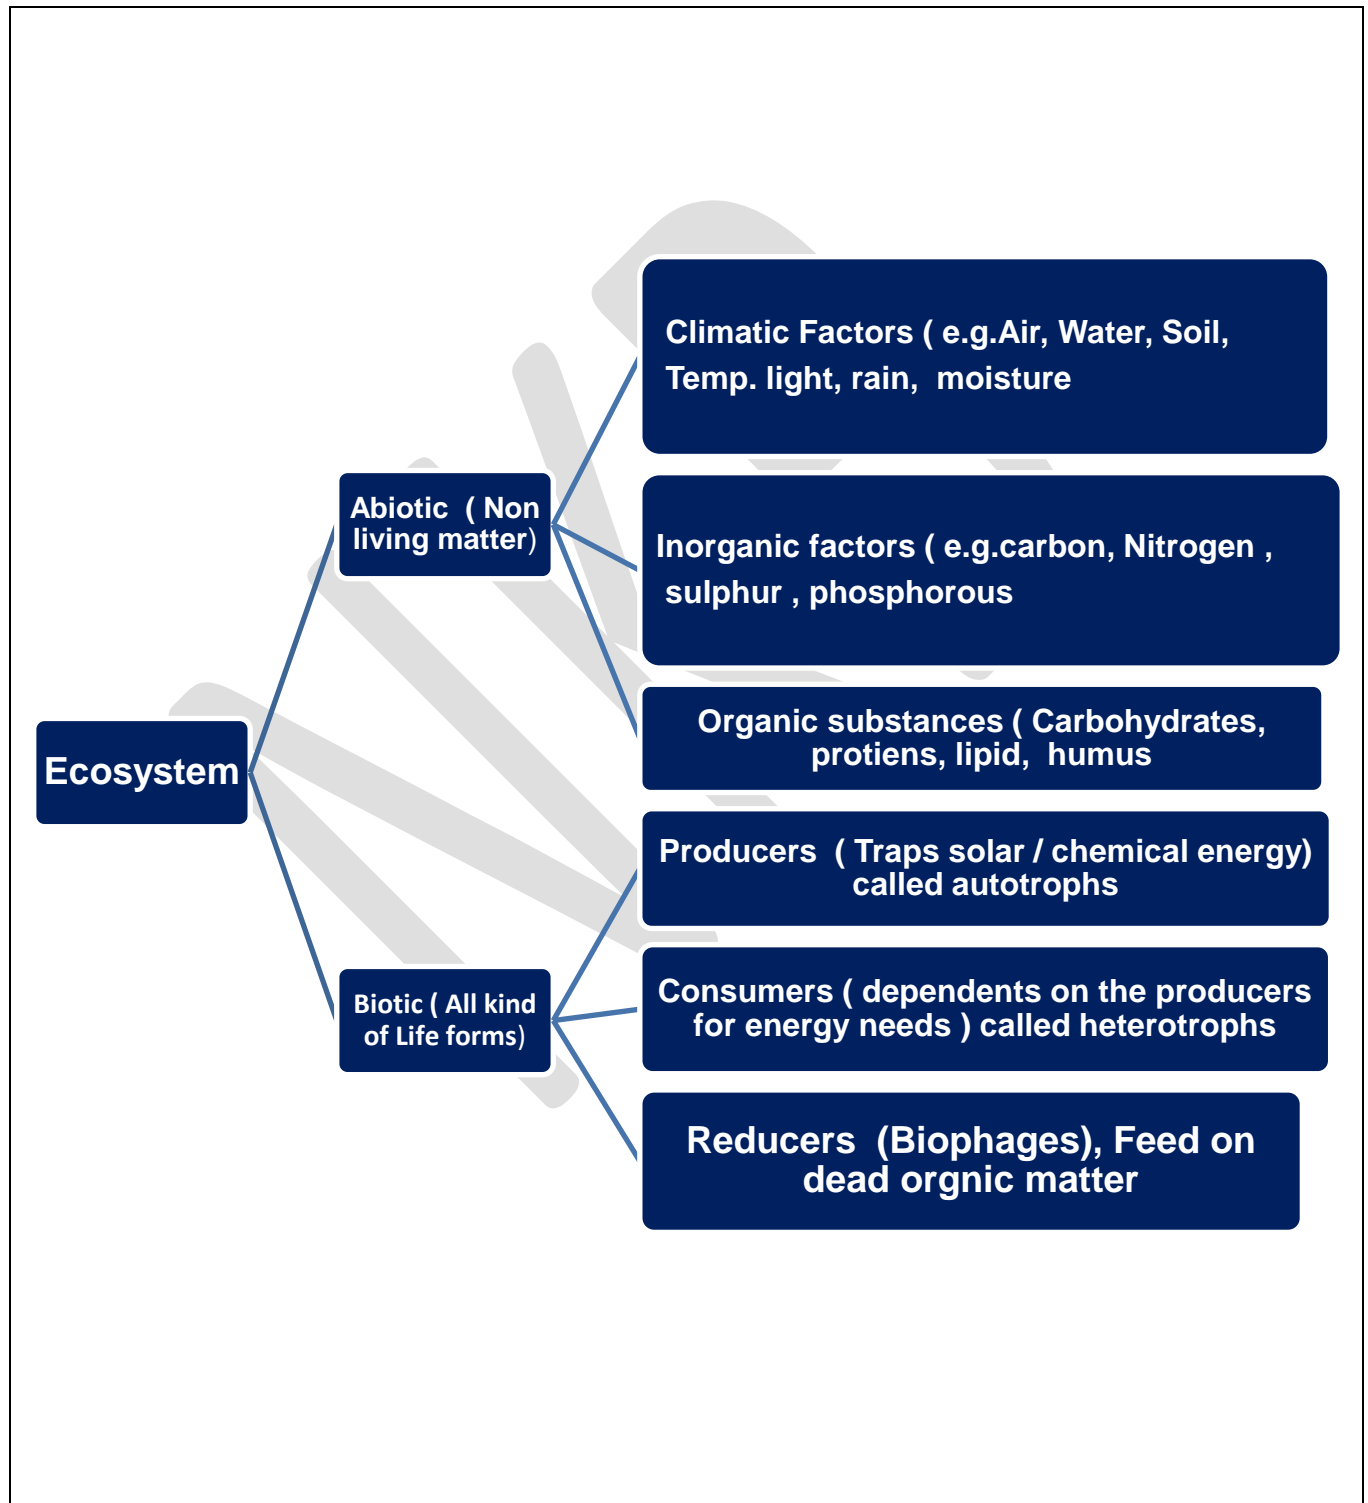 Ecosystem
Abiotic  ( Non
living matter)
Climatic Factors ( e.g.Air, Water, Soil,
Temp. light, rain,  moisture
Inorganic factors ( e.g.carbon, Nitrogen ,
sulphur , phosphorous
Organic substances ( Carbohydrates,
protiens, lipid,  humus
Biotic ( All kind
of Life forms)
Producers  ( Traps solar / chemical energy)
called autotrophs
Consumers ( dependents on the producers
for energy needs ) called heterotrophs
Reducers  (Biophages), Feed on
dead orgnic matter